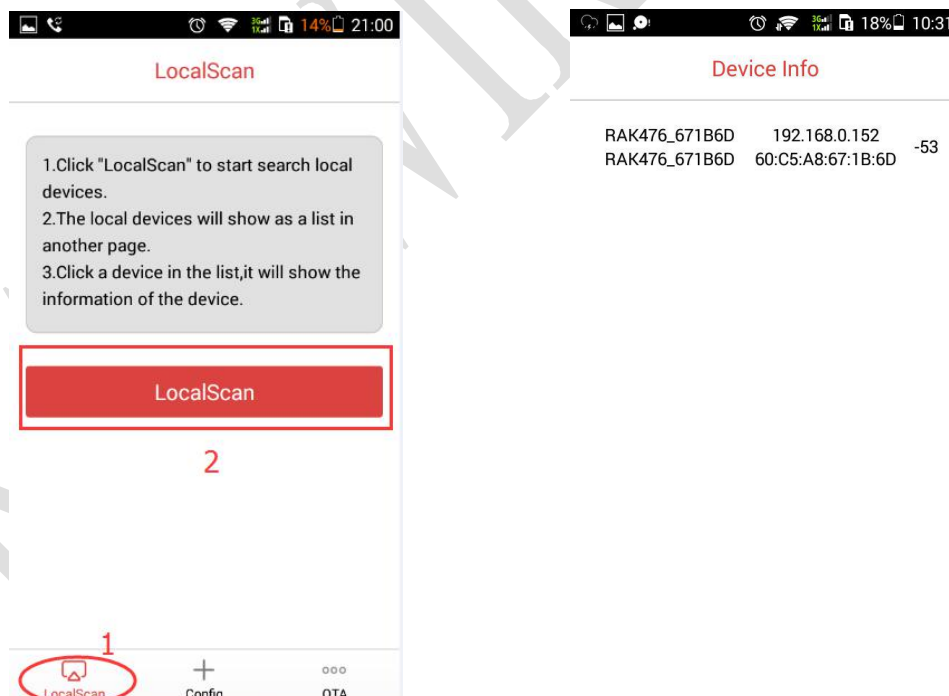 14% 21:00
LocalScan
1.Click "LocalScan" to start search local
devices.
2.The local devices will show as a list in
another page.
3.Click a device in the list,it will show the
information of the device.
LocalScan
2
1
LocalScan
Config
OTA
18% 10:31
Device Info
RAK476_671B6D 192.168.0.152
-53
RAK476_671B6D 60:C5:A8:67:1B:6D